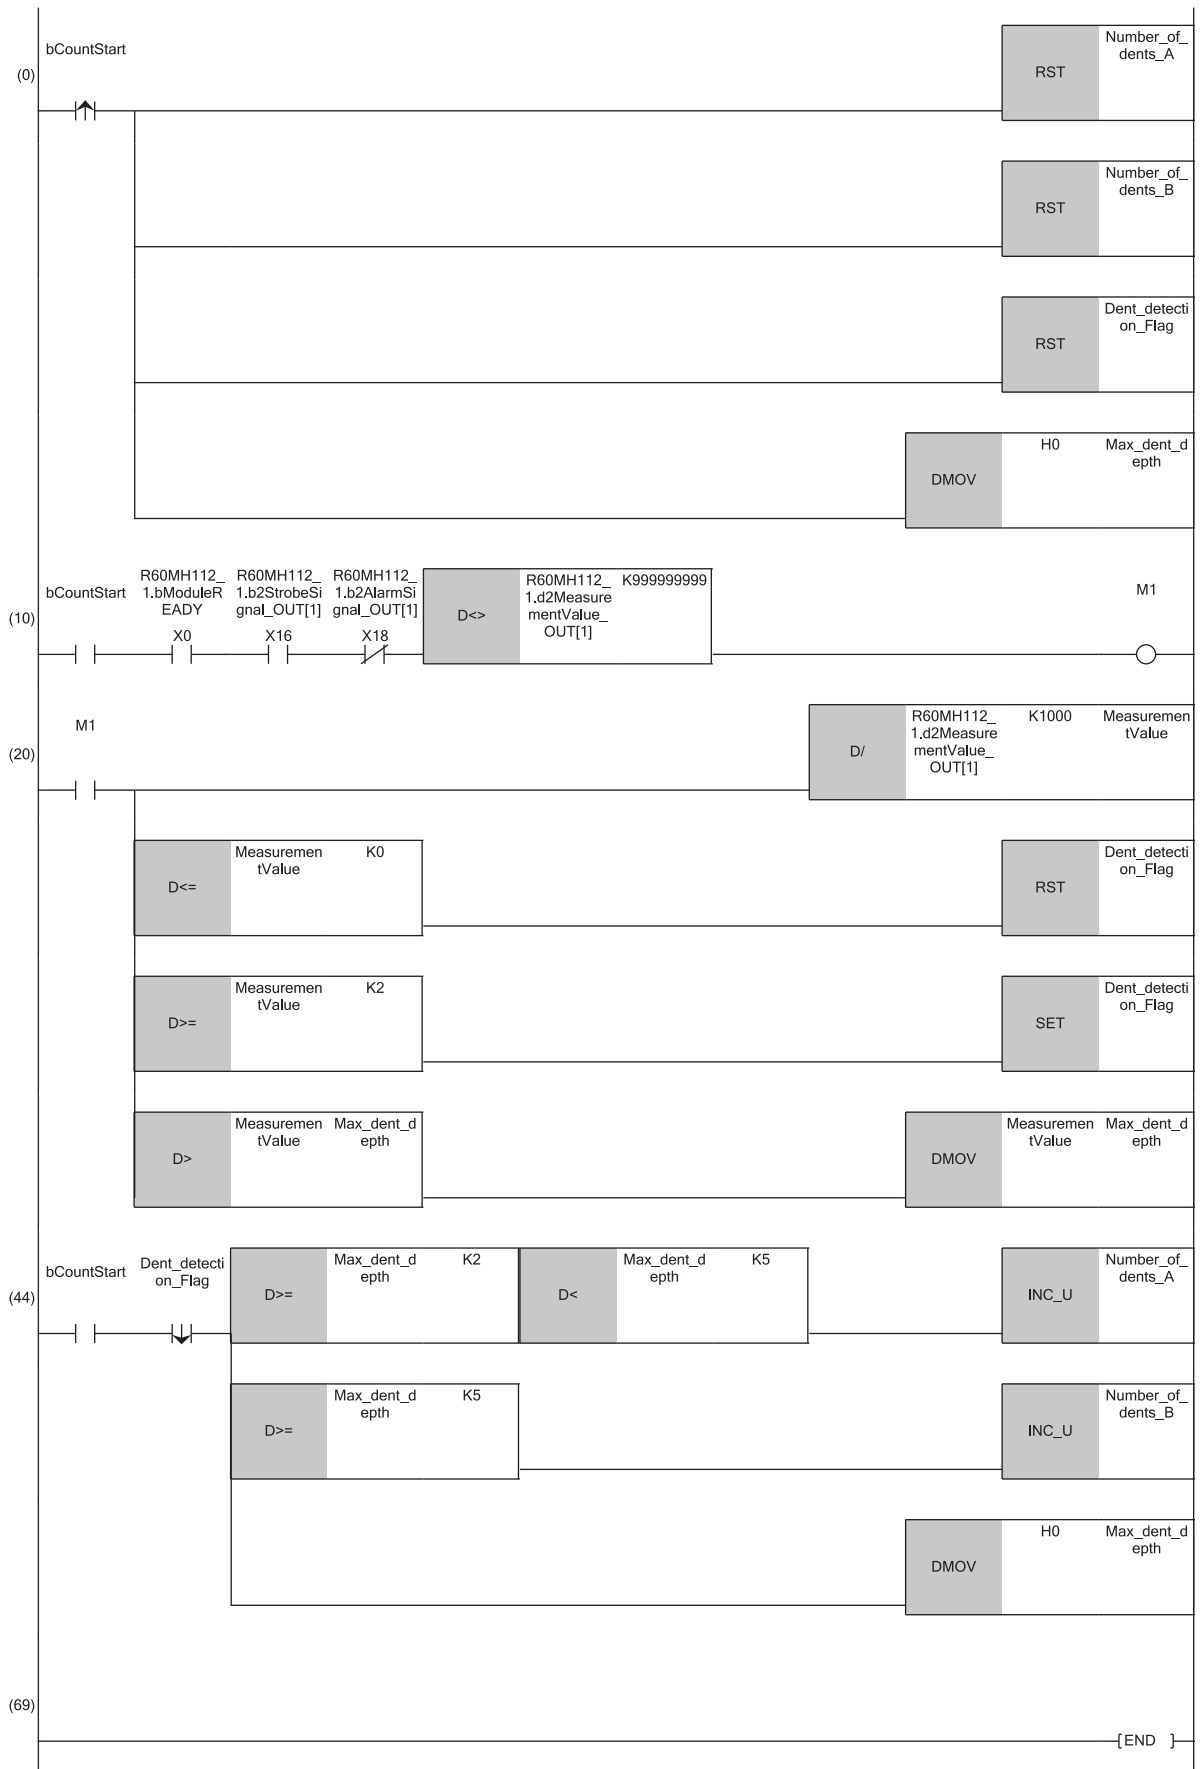 bCountStart
(0)
RST
Number_of_
dents_A
RST
Number_of_
dents_B
RST
Dent_detecti
on_Flag
DMOV
H0
Max_dent_d
epth
(10)
bCountStart
R60MH112_
1.bModuleR
EADY
X0
R60MH112_
1.b2StrobeSi
gnal_OUT[1]
X16
R60MH112_
1.b2AlarmSi
gnal_OUT[1]
X18
D<>
R60MH112_
1.d2Measure
mentValue_
OUT[1]
K999999999
M1
(20)
M1
D/
R60MH112_
1.d2Measure
mentValue_
OUT[1]
K1000
Measuremen
tValue
D<=
Measuremen
tValue
K0
RST
Dent_detecti
on_Flag
D>=
Measuremen
tValue
K2
SET
Dent_detecti
on_Flag
D>
Measuremen
tValue
Max_dent_d
epth
DMOV
Measuremen
tValue
Max_dent_d
epth
(44)
bCountStart
Dent_detecti
on_Flag
D>=
Max_dent_d
epth
K2
D<
Max_dent_d
epth
K5
INC_U
Number_of_
dents_A
D>=
Max_dent_d
epth
K5
INC_U
Number_of_
dents_B
DMOV
H0
Max_dent_d
epth
(69)
[END ]